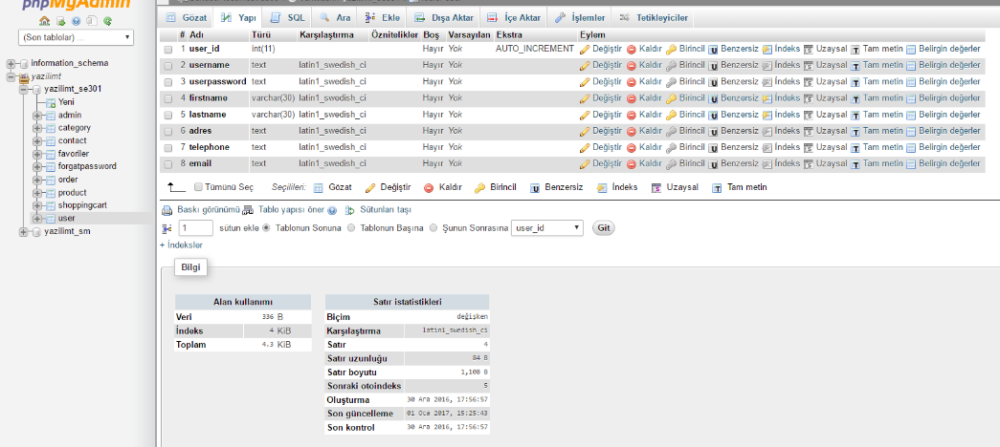 phpMyAdmin
(Son tablolar) ...
information_schema
yazilimt
yazilimt_se301
Yeni
admin
category
contact
favoriler
forgatpassword
order
product
shoppingcart
user
yazilimt_sm
Gözat Yapı SQL Ara Ekle Dışa Aktar İçe Aktar İşlemler Tetikleyiciler
# Adı Türü Karşılaştırma Öznitelikler Boş Varsayılan Ekstra Eylem
1 user_id int(11) Hayır Yok AUTO_INCREMENT Değiştir Kaldır Birincil Benzersiz İndeks Uzaysal Tam metin Belirgin değerler
2 username text latin1_swedish_ci Hayır Yok Değiştir Kaldır Birincil Benzersiz İndeks Uzaysal Tam metin Belirgin değerler
3 userpassword text latin1_swedish_ci Hayır Yok Değiştir Kaldır Birincil Benzersiz İndeks Uzaysal Tam metin Belirgin değerler
4 firstname varchar(30) latin1_swedish_ci Hayır Yok Değiştir Kaldır Birincil Benzersiz İndeks Uzaysal Tam metin Belirgin değerler
5 lastname varchar(30) latin1_swedish_ci Hayır Yok Değiştir Kaldır Birincil Benzersiz İndeks Uzaysal Tam metin Belirgin değerler
6 adres text latin1_swedish_ci Hayır Yok Değiştir Kaldır Birincil Benzersiz İndeks Uzaysal Tam metin Belirgin değerler
7 telephone text latin1_swedish_ci Hayır Yok Değiştir Kaldır Birincil Benzersiz İndeks Uzaysal Tam metin Belirgin değerler
8 email text latin1_swedish_ci Hayır Yok Değiştir Kaldır Birincil Benzersiz İndeks Uzaysal Tam metin Belirgin değerler
Tümünü Seç Seçilileri: Gözat Değiştir Kaldır Birincil Benzersiz İndeks Uzaysal Tam metin
Baskı görünümü Tablo yapısı öner Sütunları taşı
1 sütun ekle Tablonun Sonuna Tablonun Başına Şunun Sonrasına user_id Git
+ İndeksler
Bilgi
Alan kullanımı
Veri 336 B
İndeks 4 KiB
Toplam 4.3 KiB
Satır istatistikleri
Biçim değişken
Karşılaştırma latin1_swedish_ci
Satır 4
Satır uzunluğu 84 B
Satır boyutu 1,108 B
Sonraki otoindeks 5
Oluşturma 30 Ara 2016, 17:56:57
Son güncelleme 01 Oca 2017, 15:25:43
Son kontrol 30 Ara 2016, 17:56:57